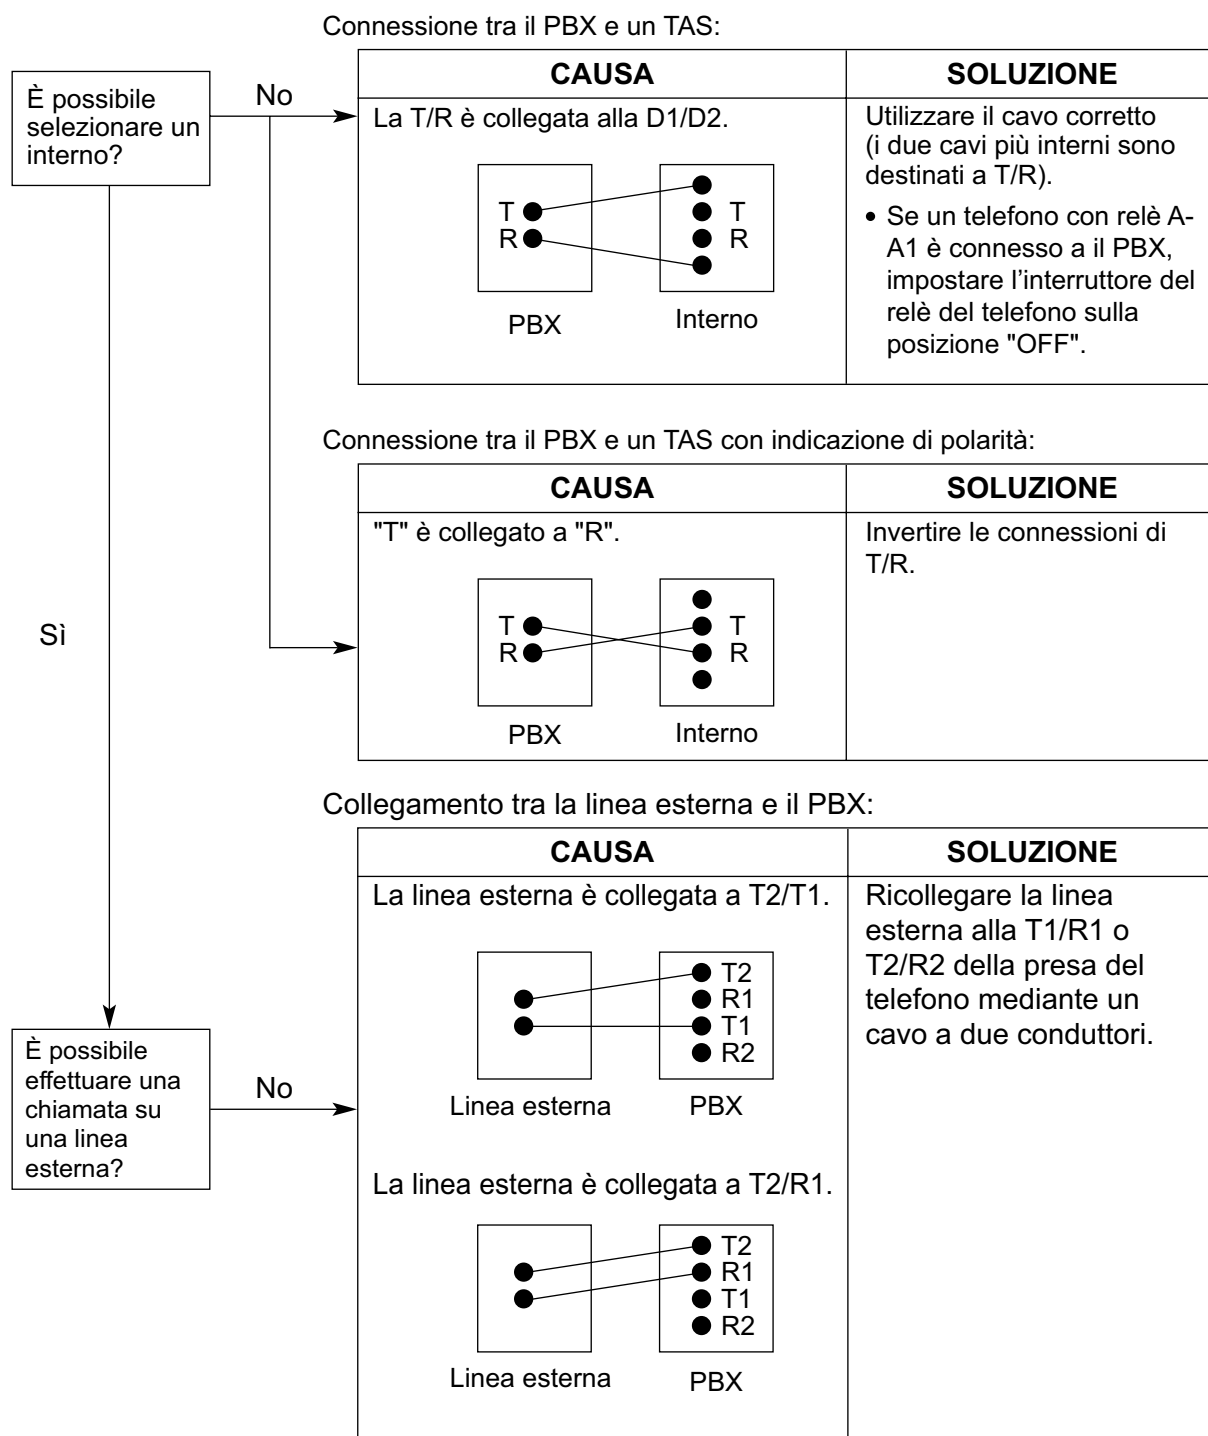 Connessione tra il PBX e un TAS:
È possibile
selezionare un
interno?
No
CAUSA
SOLUZIONE
La T/R è collegata alla D1/D2.
T
R
T
R
PBX
Interno
Utilizzare il cavo corretto
(i due cavi più interni sono
destinati a T/R).
• Se un telefono con relè A-
A1 è connesso a il PBX,
impostare l'interruttore del
relè del telefono sulla
posizione "OFF".
Connessione tra il PBX e un TAS con indicazione di polarità:
CAUSA
SOLUZIONE
"T" è collegato a "R".
T
R
T
R
PBX
Interno
Invertire le connessioni di
T/R.
Sì
Collegamento tra la linea esterna e il PBX:
È possibile
effettuare una
chiamata su
una linea
esterna?
No
CAUSA
SOLUZIONE
La linea esterna è collegata a T2/T1.
T2
R1
T1
R2
Linea esterna
PBX
La linea esterna è collegata a T2/R1.
T2
R1
T1
R2
Linea esterna
PBX
Ricollegare la linea
esterna alla T1/R1 o
T2/R2 della presa del
telefono mediante un
cavo a due conduttori.